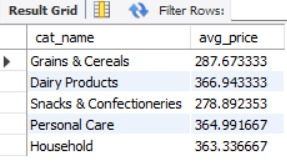 Result Grid Filter Rows:
cat_name avg_price
Grains & Cereals 287.673333
Dairy Products 366.943333
Snacks & Confectioneries 278.892353
Personal Care 364.991667
Household 363.336667